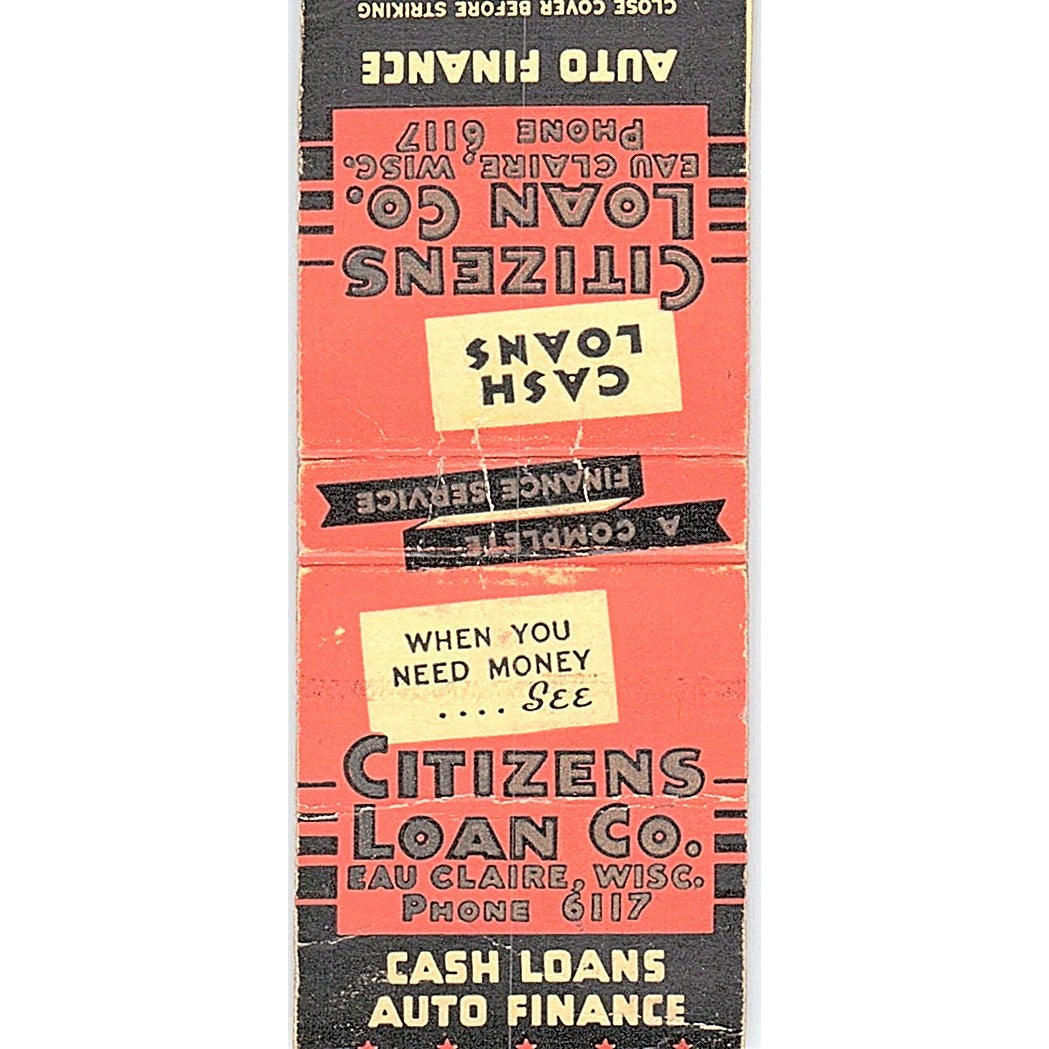 CLOSE COVER BEFORE STRIKING
AUTO FINANCE
PHONE 6117
EAU CLAIRE, WISC.
LOAN CO.
CITIZENS
CASH
LOANS
A COMPLETE
FINANCE SERVICE
WHEN YOU
NEED MONEY
.... SEE
CITIZENS
LOAN CO.
EAU CLAIRE, WISC.
PHONE 6117
CASH LOANS
AUTO FINANCE